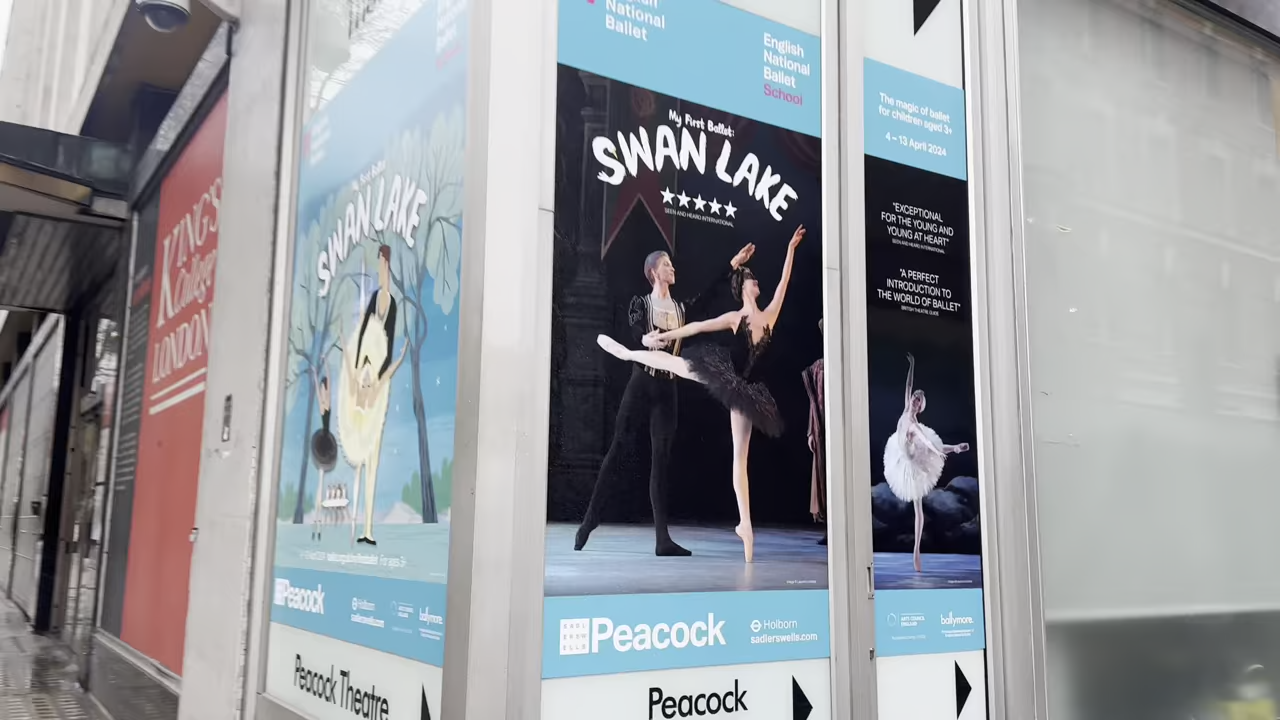 KING'S
College
LONDON
SWAN LAKE
For ages 3+
Peacock
Holborn
sadlerswells.com
ballymore.
Peacock Theatre
National
Ballet
English
National
Ballet
School
My First Ballet:
SWAN LAKE
SEEN AND HEARD INTERNATIONAL
Peacock
Holborn
sadlerswells.com
Peacock
The magic of ballet
for children aged 3+
4 – 13 April 2024
"EXCEPTIONAL
FOR THE YOUNG AND
YOUNG AT HEART"
SEEN AND HEARD INTERNATIONAL
"A PERFECT
INTRODUCTION TO
THE WORLD OF BALLET"
BRITISH THEATRE GUIDE
ballymore.